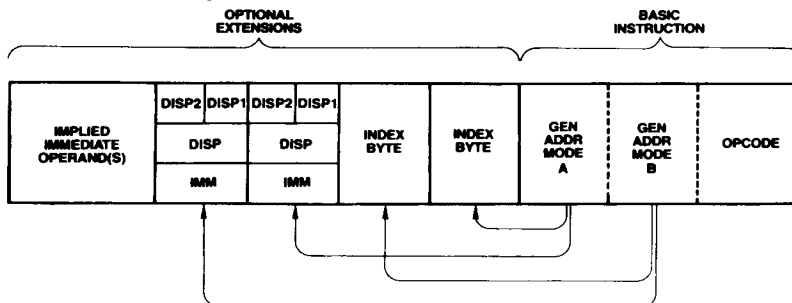 OPTIONAL
EXTENSIONS
BASIC
INSTRUCTION
IMPLIED
IMMEDIATE
OPERAND(S)
DISP2 DISP1
DISP
IMM
DISP2 DISP1
DISP
IMM
INDEX
BYTE
INDEX
BYTE
GEN
ADDR
MODE
A
GEN
ADDR
MODE
B
OPCODE